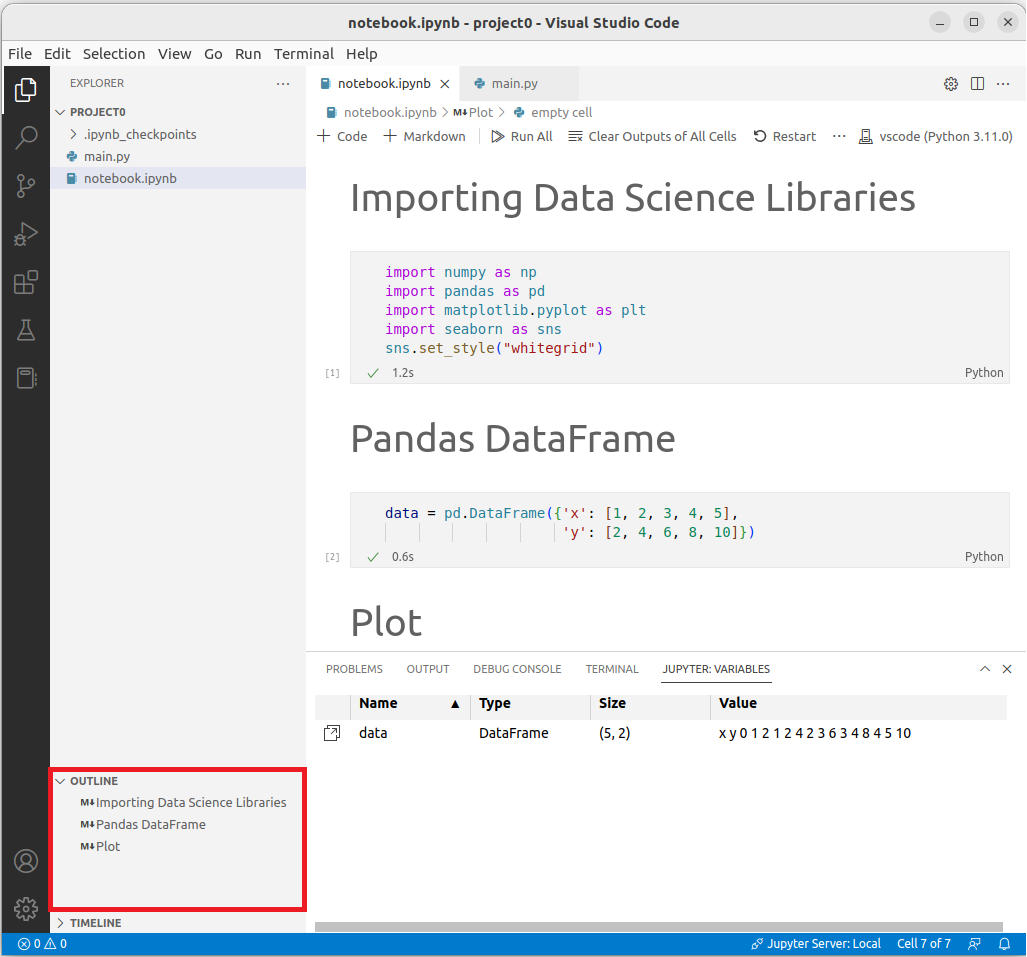 notebook.ipynb - project0 - Visual Studio Code
File Edit Selection View Go Run Terminal Help
EXPLORER
PROJECT0
.ipynb_checkpoints
main.py
notebook.ipynb
OUTLINE
M↓Importing Data Science Libraries
M↓Pandas DataFrame
M↓Plot
TIMELINE
notebook.ipynb main.py
notebook.ipynb > M↓Plot > empty cell
Code Markdown Run All Clear Outputs of All Cells Restart ... vscode (Python 3.11.0)
Importing Data Science Libraries
import numpy as np
import pandas as pd
import matplotlib.pyplot as plt
import seaborn as sns
sns.set_style("whitegrid")
[1] ✓ 1.2s Python
Pandas DataFrame
data = pd.DataFrame({'x': [1, 2, 3, 4, 5],
'y': [2, 4, 6, 8, 10]})
[2] ✓ 0.6s Python
Plot
PROBLEMS OUTPUT DEBUG CONSOLE TERMINAL JUPYTER: VARIABLES
Name ▲ Type Size Value
data DataFrame (5, 2) x y 0 1 2 1 2 4 2 3 6 3 4 8 4 5 10
0 0 Jupyter Server: Local Cell 7 of 7